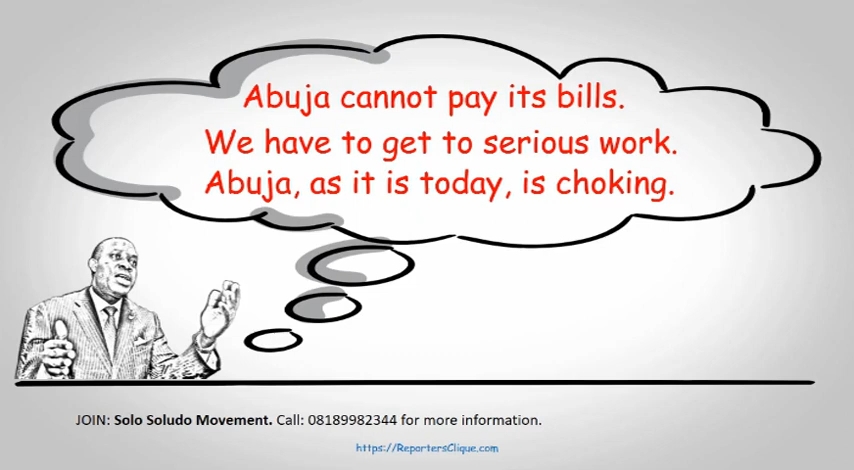 Abuja cannot pay its bills.
We have to get to serious work.
Abuja, as it is today, is choking.
JOIN: Solo Soludo Movement. Call: 08189982344 for more information.
https://ReportersClique.com